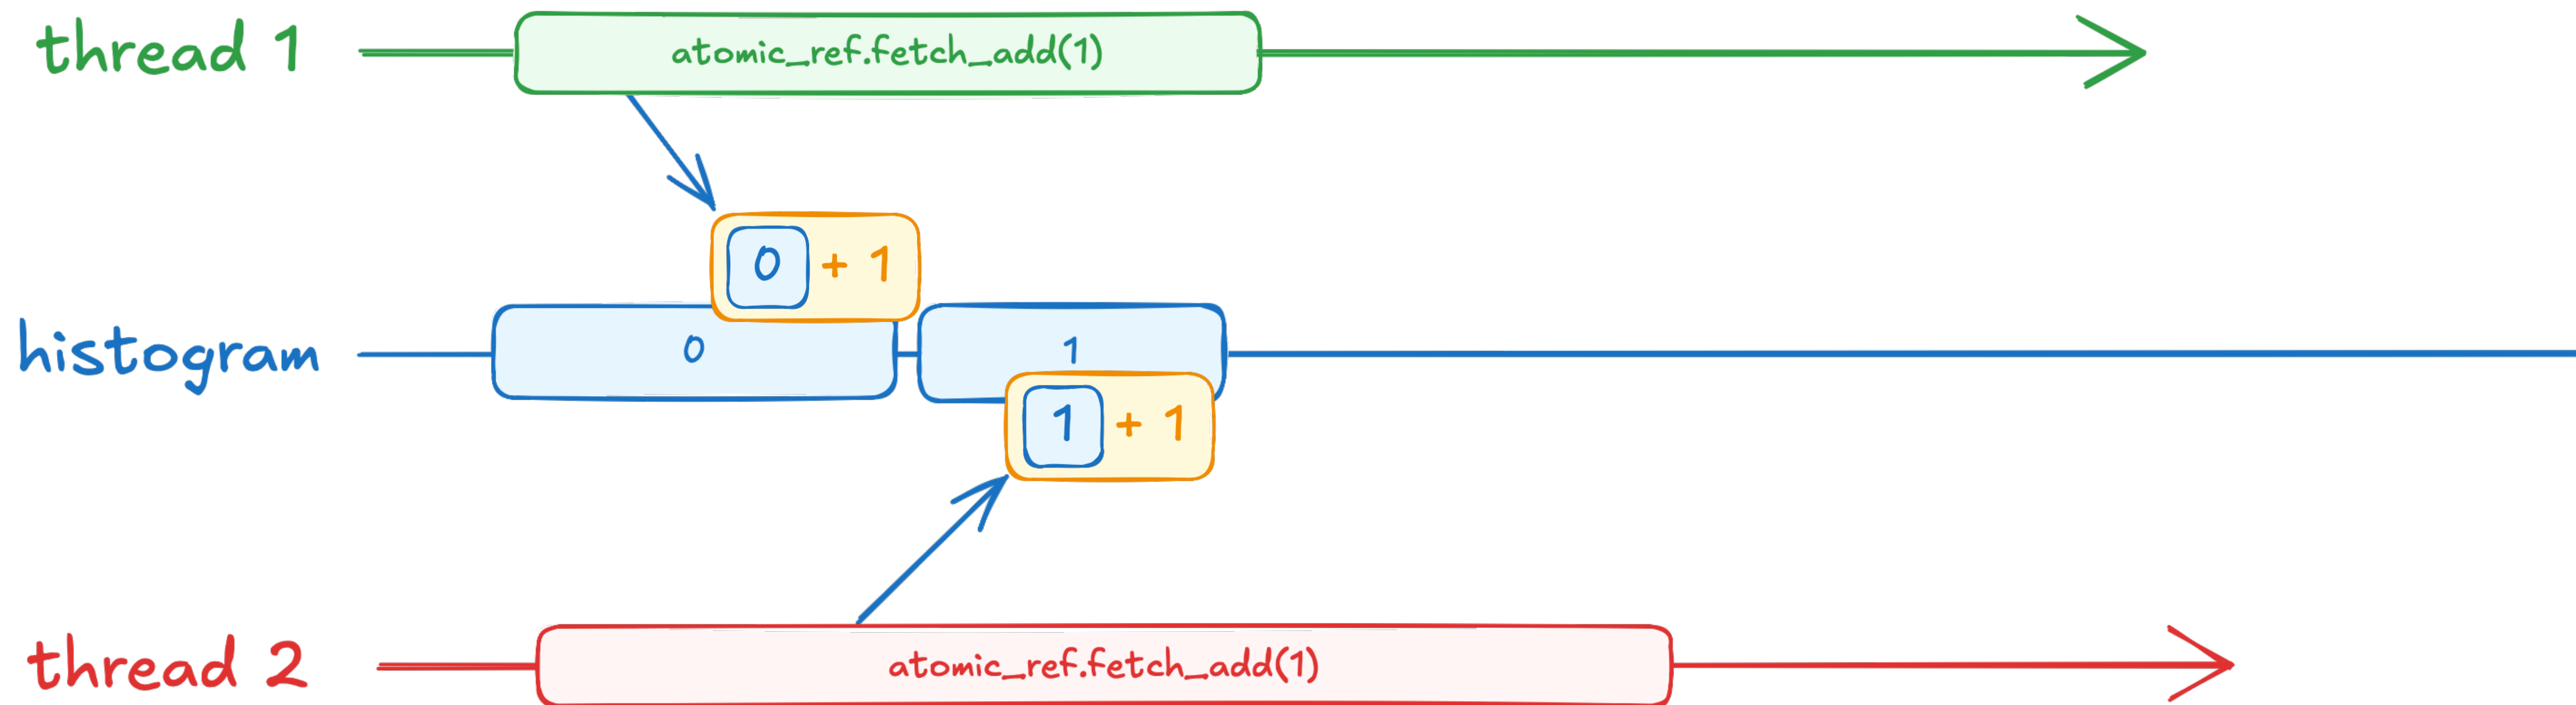 thread 1
atomic_ref.fetch_add(1)
0 + 1
histogram
0
1
1 + 1
thread 2
atomic_ref.fetch_add(1)